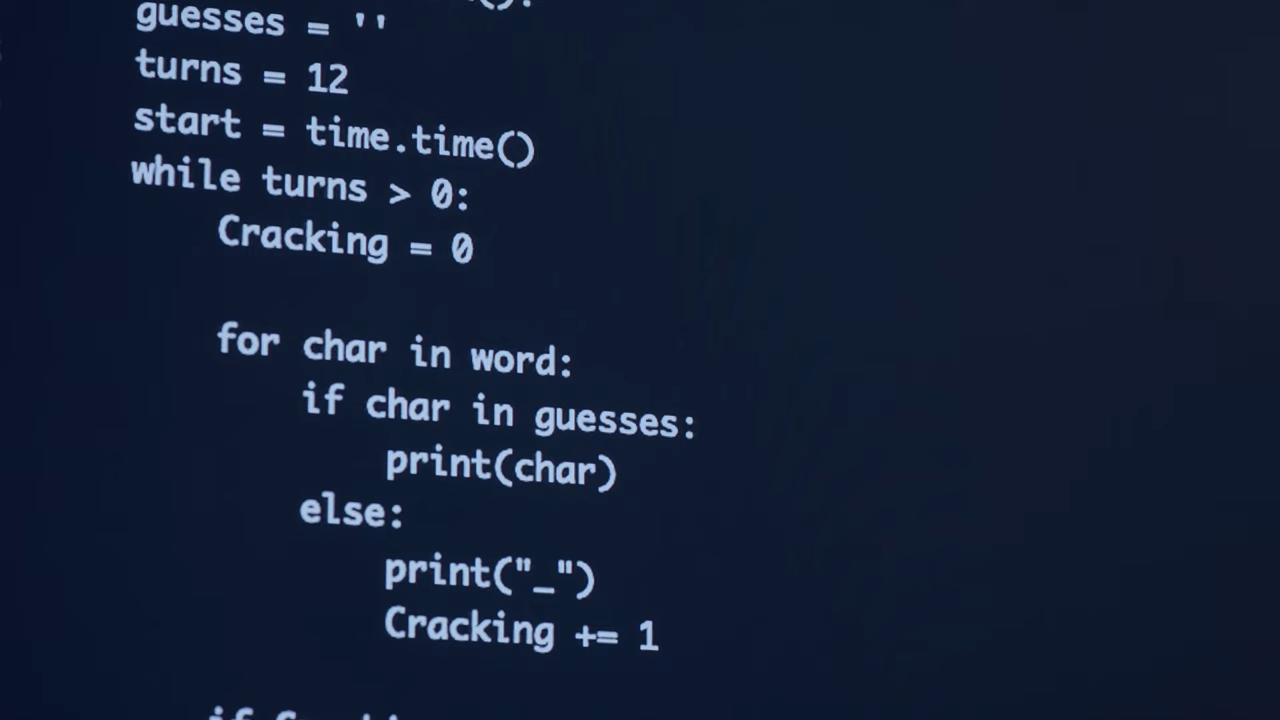 guesses = ''
turns = 12
start = time.time()
while turns > 0:
    Cracking = 0
    for char in word:
        if char in guesses:
            print(char)
        else:
            print("_")
            Cracking += 1
    if